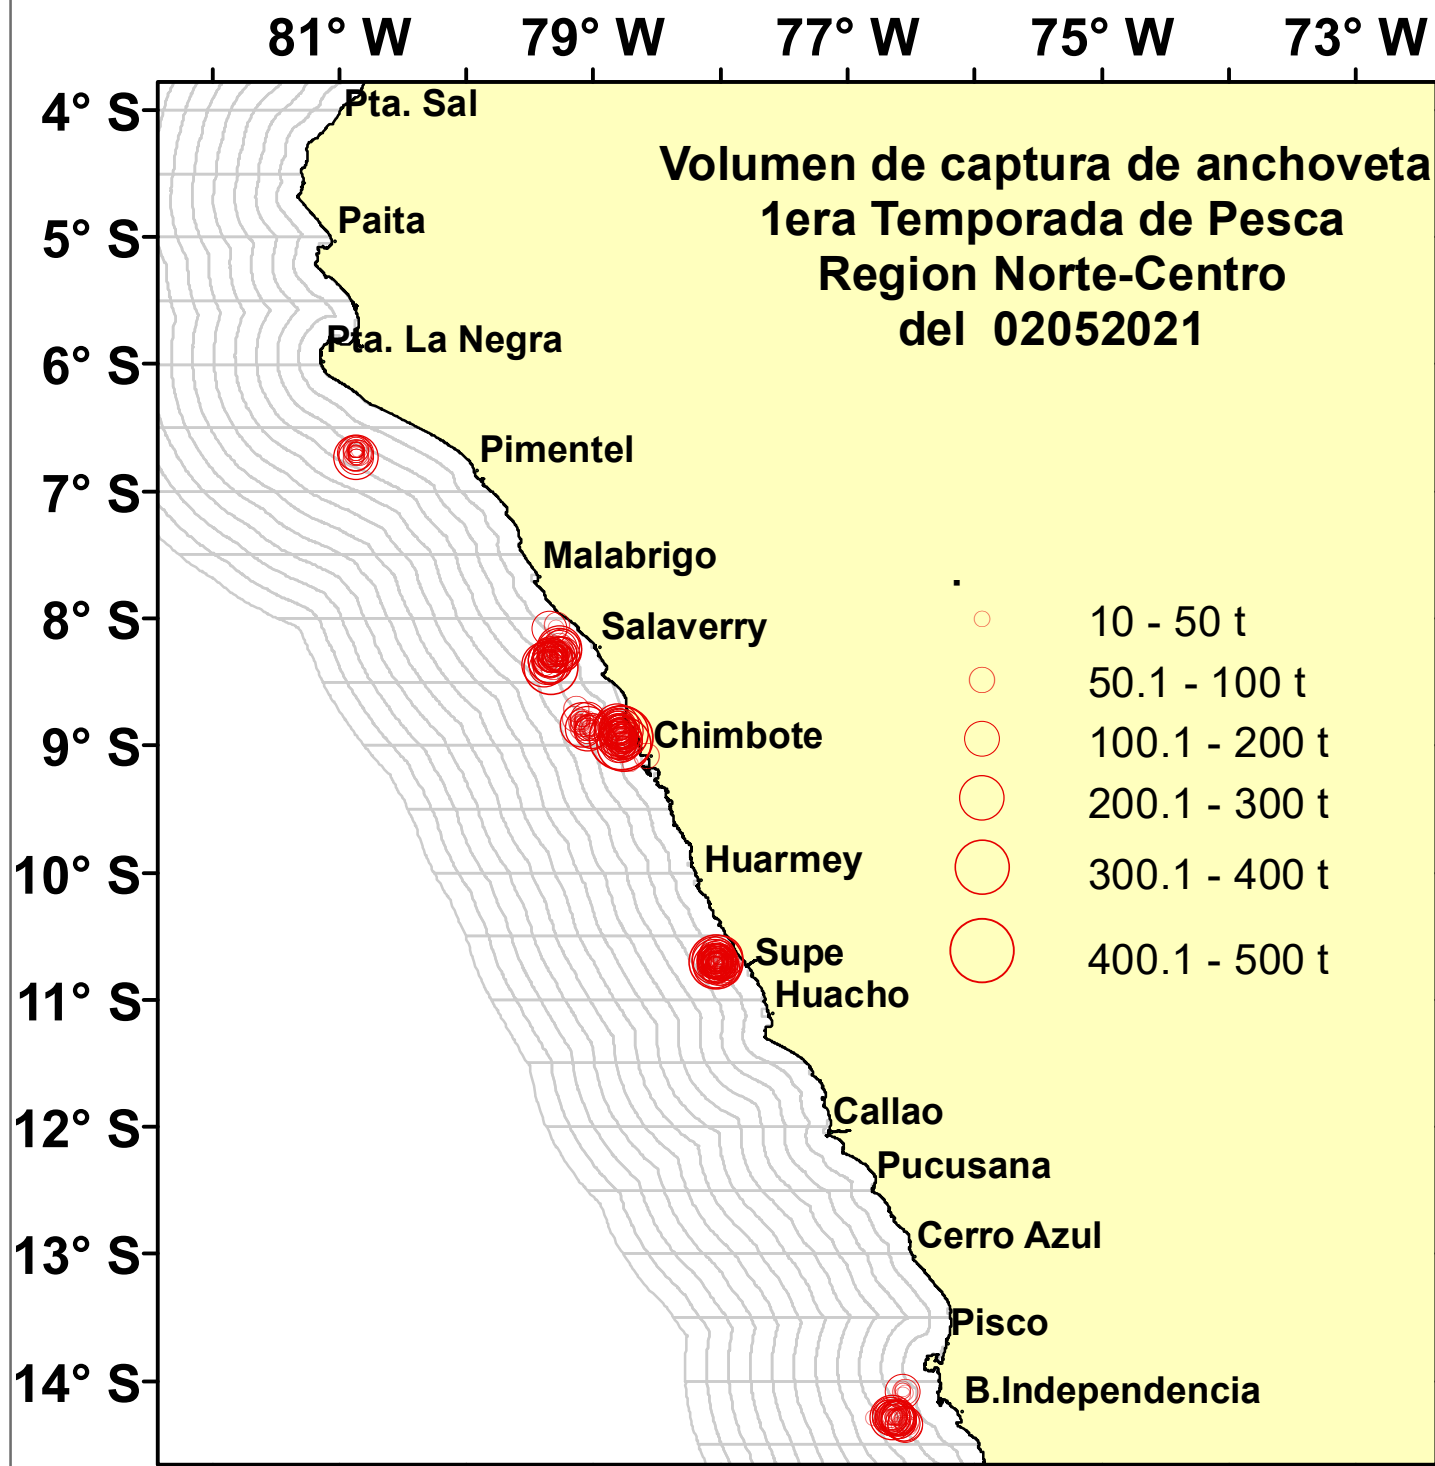 81° W 79° W 77° W 75° W 73° W
4° S
5° S
6° S
7° S
8° S
9° S
10° S
11° S
12° S
13° S
14° S
Volumen de captura de anchoveta
1era Temporada de Pesca
Region Norte-Centro
del 02052021
Pta. Sal
Paita
Pta. La Negra
Pimentel
Malabrigo
Salaverry
Chimbote
Huarmey
Supe
Huacho
Callao
Pucusana
Cerro Azul
Pisco
B.Independencia
.
10 - 50 t
50.1 - 100 t
100.1 - 200 t
200.1 - 300 t
300.1 - 400 t
400.1 - 500 t